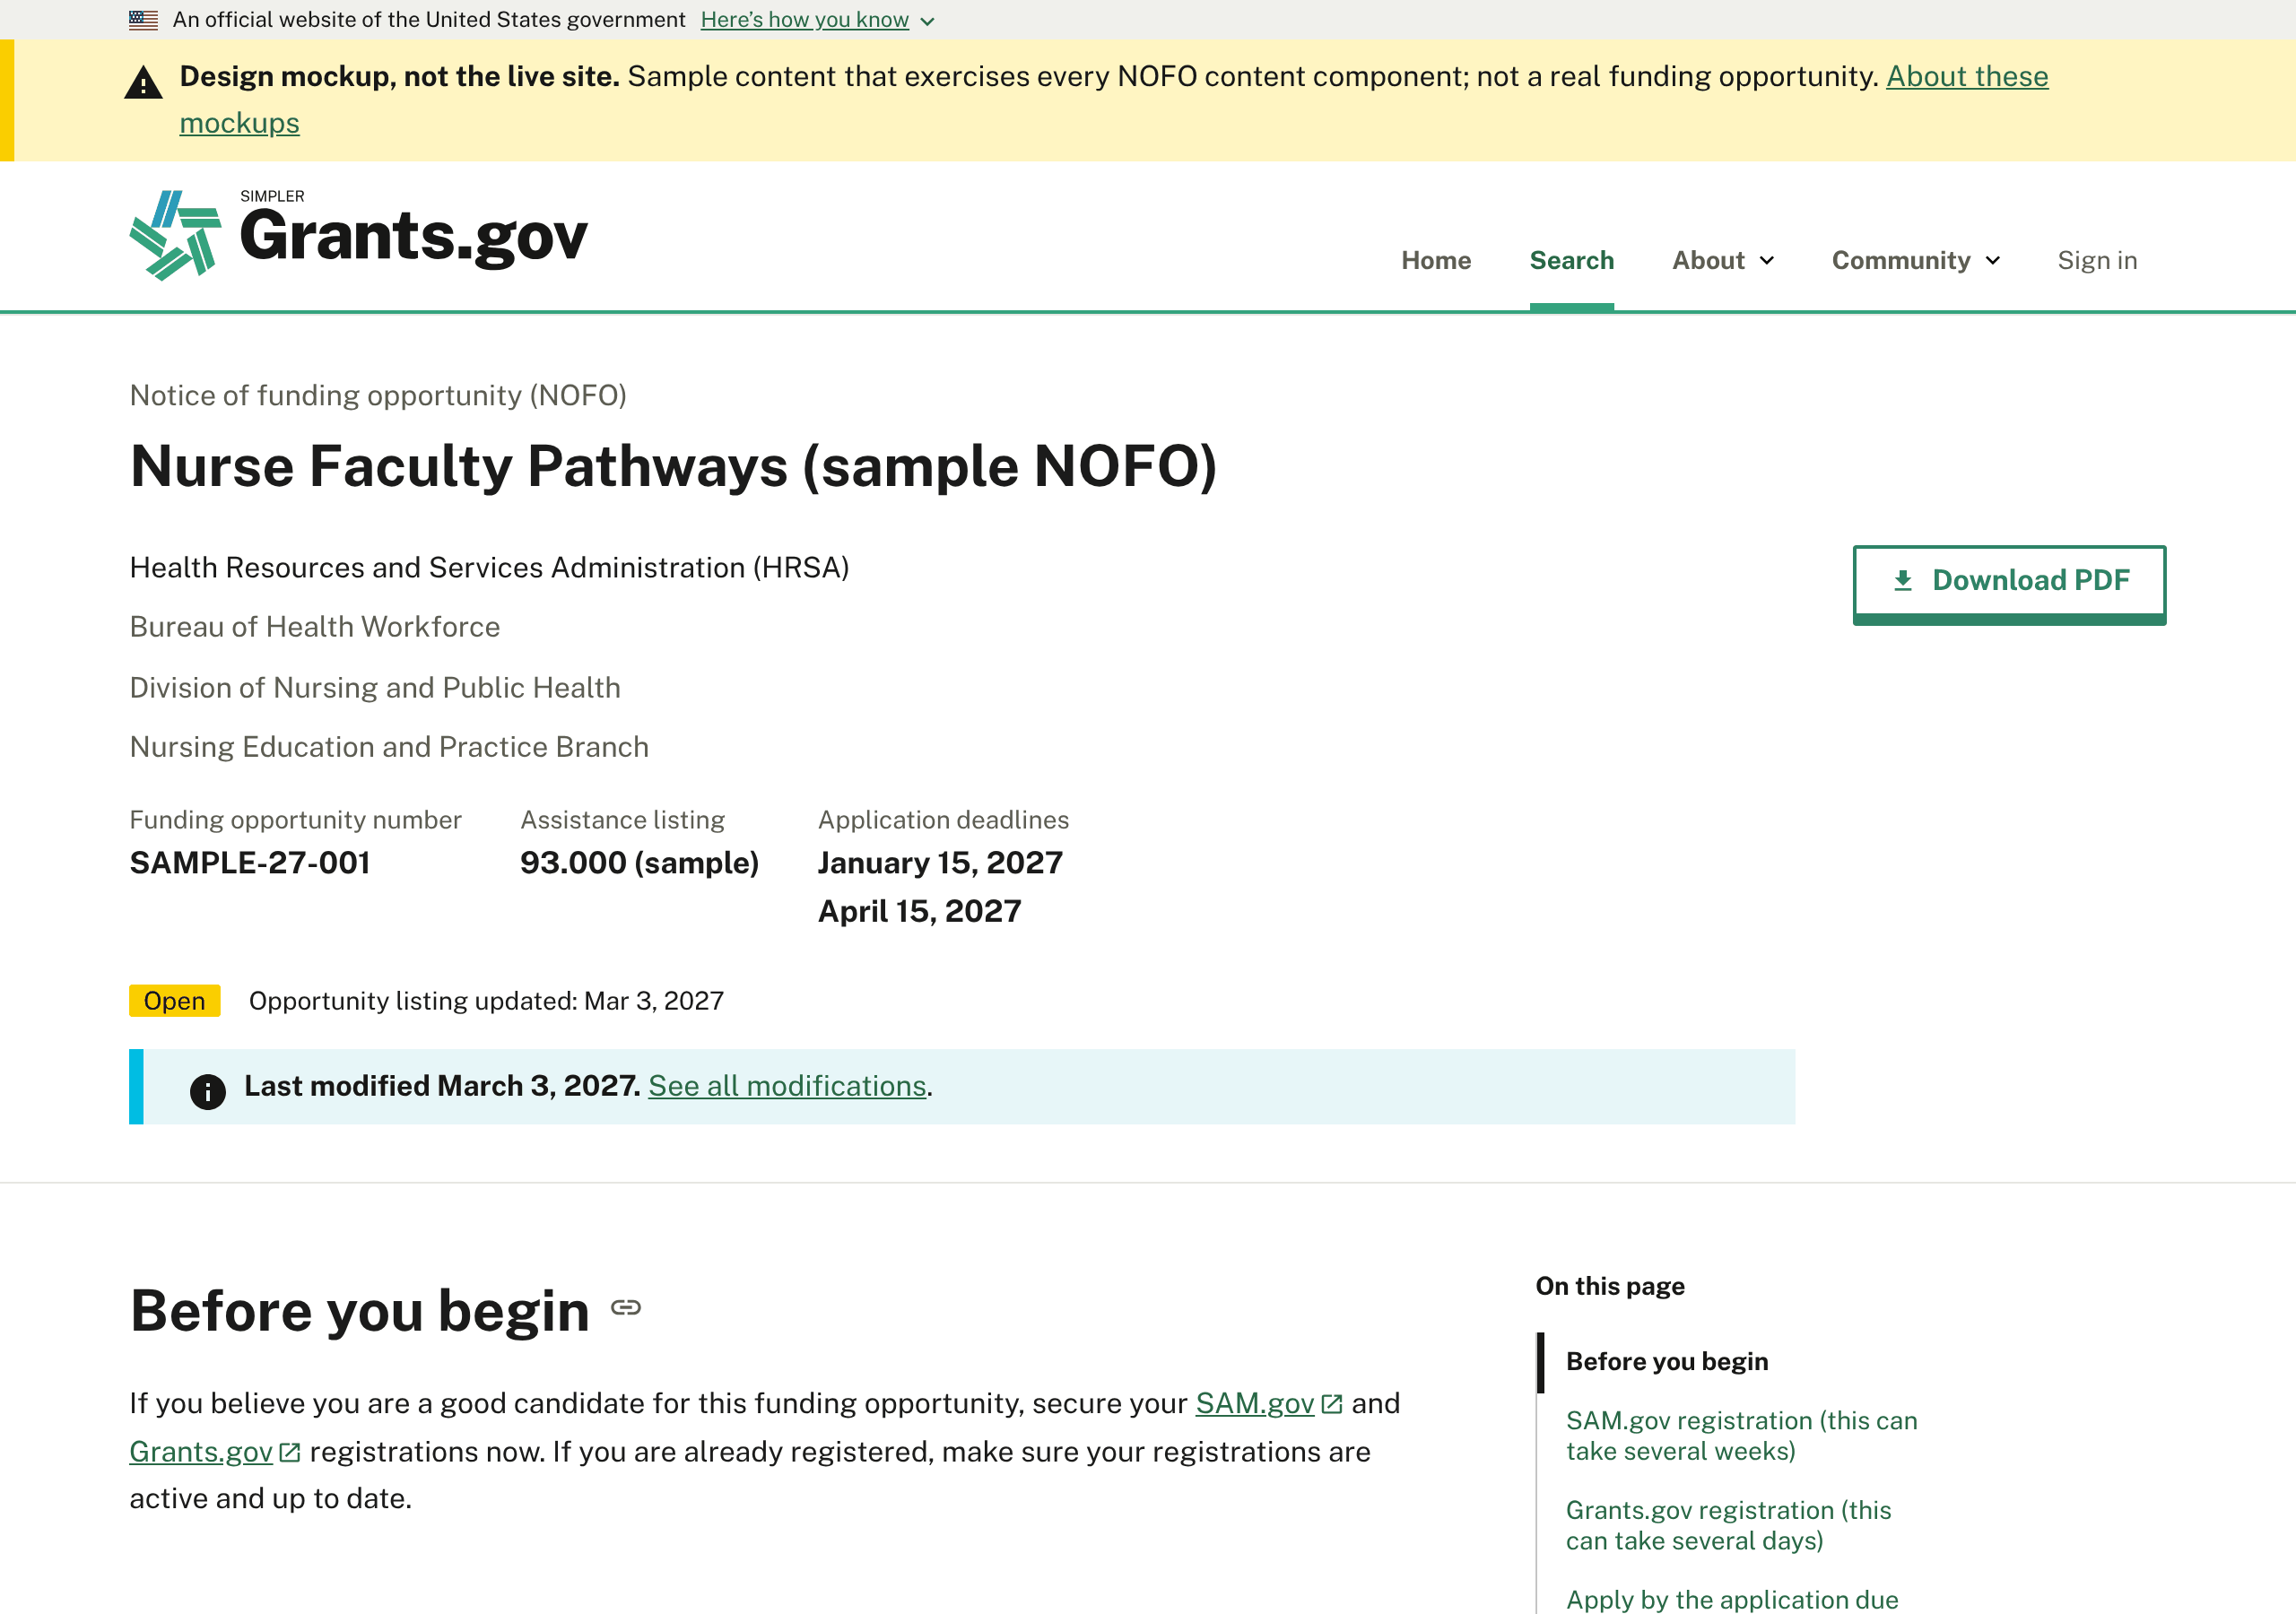 An official website of the United States government Here’s how you know
Design mockup, not the live site. Sample content that exercises every NOFO content component; not a real funding opportunity. About these
mockups
SIMPLER
Grants.gov
Home Search About Community Sign in
Notice of funding opportunity (NOFO)
Nurse Faculty Pathways (sample NOFO)
Health Resources and Services Administration (HRSA)
Download PDF
Bureau of Health Workforce
Division of Nursing and Public Health
Nursing Education and Practice Branch
Funding opportunity number
SAMPLE-27-001
Assistance listing
93.000 (sample)
Application deadlines
January 15, 2027
April 15, 2027
Open Opportunity listing updated: Mar 3, 2027
Last modified March 3, 2027. See all modifications.
Before you begin
If you believe you are a good candidate for this funding opportunity, secure your SAM.gov and
Grants.gov registrations now. If you are already registered, make sure your registrations are
active and up to date.
On this page
Before you begin
SAM.gov registration (this can
take several weeks)
Grants.gov registration (this
can take several days)
Apply by the application due